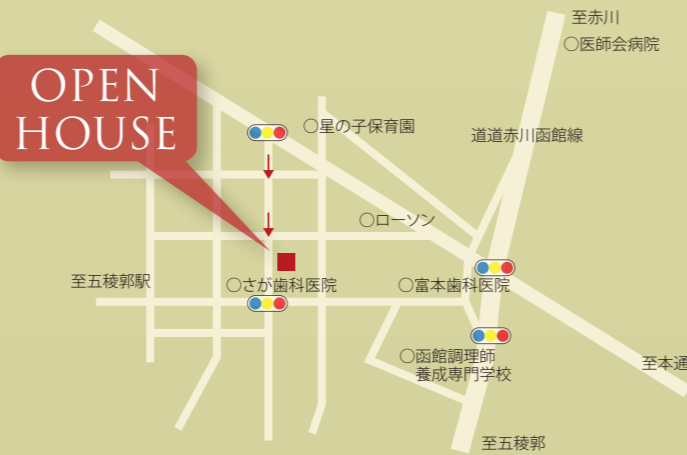 至赤川
○医師会病院
OPEN
HOUSE
○星の子保育園
道道赤川函館線
○ローソン
至五稜郭駅
○さが歯科医院
○富本歯科医院
○函館調理師
養成専門学校
至本通
至五稜郭